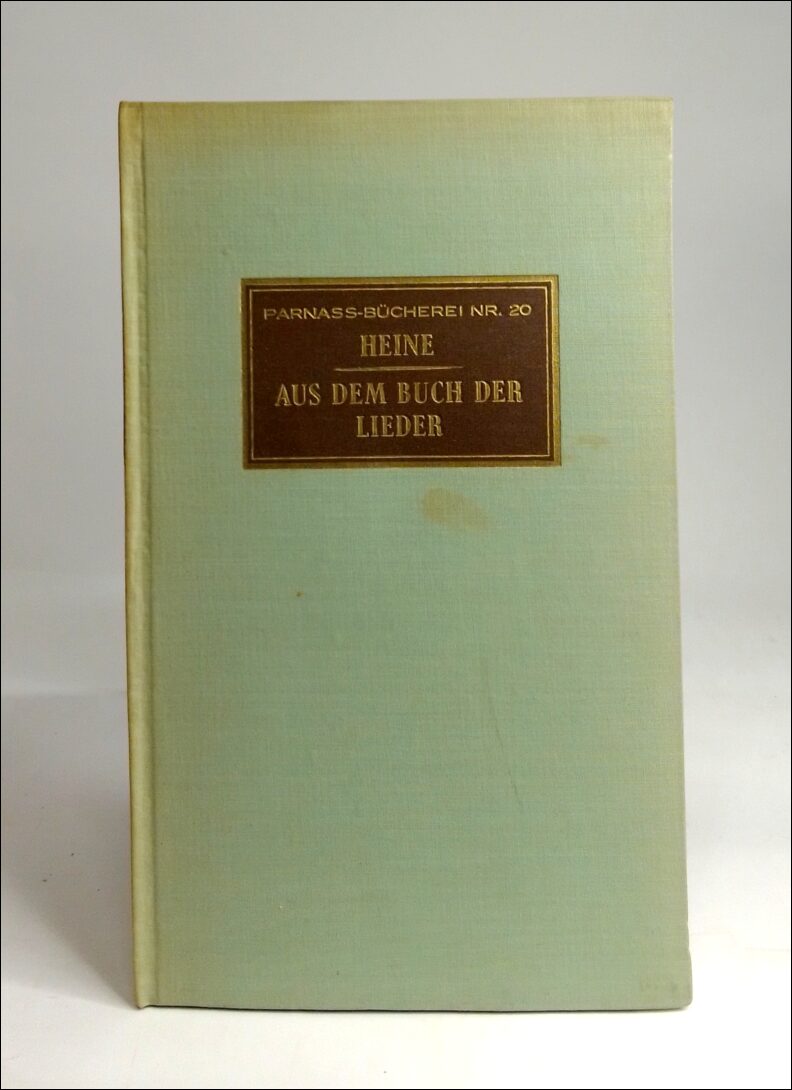 PARNASS-BÜCHEREI NR. 20
HEINE
AUS DEM BUCH DER
LIEDER